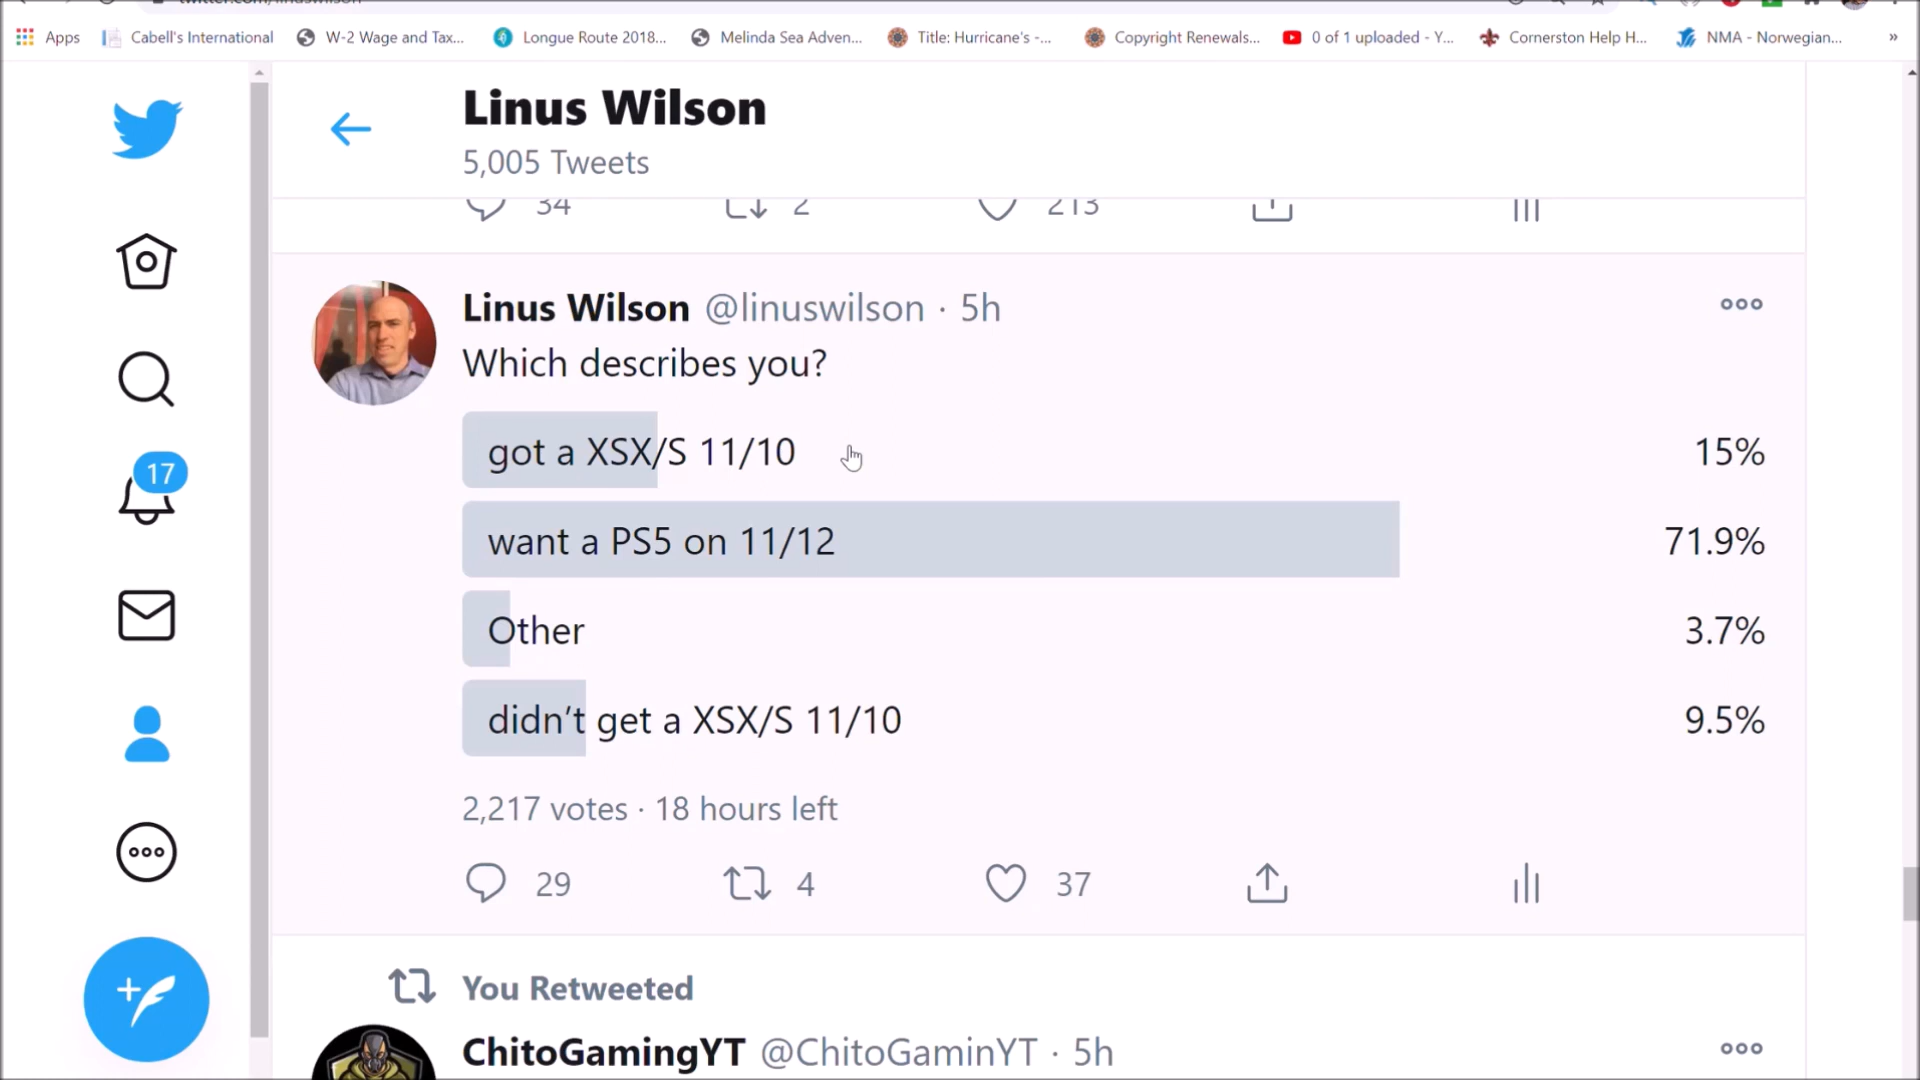 Apps Cabell's International W-2 Wage and Tax... Longue Route 2018... Melinda Sea Adven... Title: Hurricane's -... Copyright Renewals... 0 of 1 uploaded - Y... Cornerston Help H... NMA - Norwegian... »
Linus Wilson
5,005 Tweets
34 2 213
Linus Wilson @linuswilson · 5h
Which describes you?
got a XSX/S 11/10 15%
want a PS5 on 11/12 71.9%
Other 3.7%
didn't get a XSX/S 11/10 9.5%
2,217 votes · 18 hours left
29 4 37
17
You Retweeted
ChitoGamingYT @ChitoGaminYT · 5h